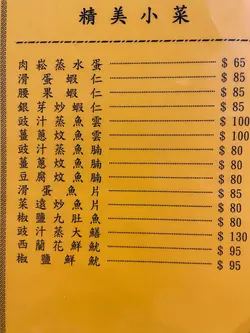 精美小菜
肉崧蒸水蛋 $ 65
滑蛋蝦仁 $ 85
腰果蝦仁 $ 85
銀芽炒蝦仁 $ 85
豉汁蒸魚雲 $ 100
薑蔥炆魚雲 $ 100
豉汁蒸魚腩 $ 80
薑蔥炆魚腩 $ 80
豆腐炆魚腩 $ 80
滑蛋魚片 $ 85
菜遠炒魚片 $ 80
椒鹽九肚魚 $ 80
豉汁蒸大鱔 $ 130
西蘭花鮮魷 $ 95
椒鹽鮮魷 $ 95